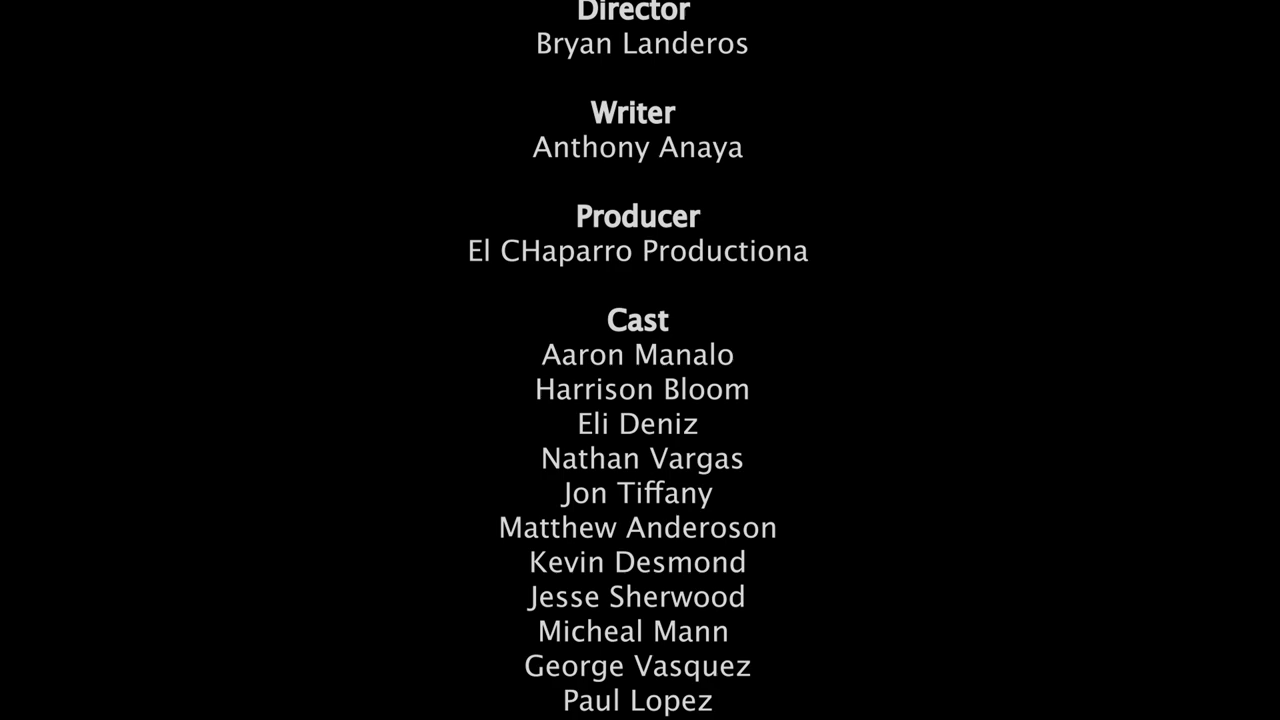 Director
Bryan Landeros
Writer
Anthony Anaya
Producer
El CHaparro Productiona
Cast
Aaron Manalo
Harrison Bloom
Eli Deniz
Nathan Vargas
Jon Tiffany
Matthew Anderoson
Kevin Desmond
Jesse Sherwood
Micheal Mann
George Vasquez
Paul Lopez